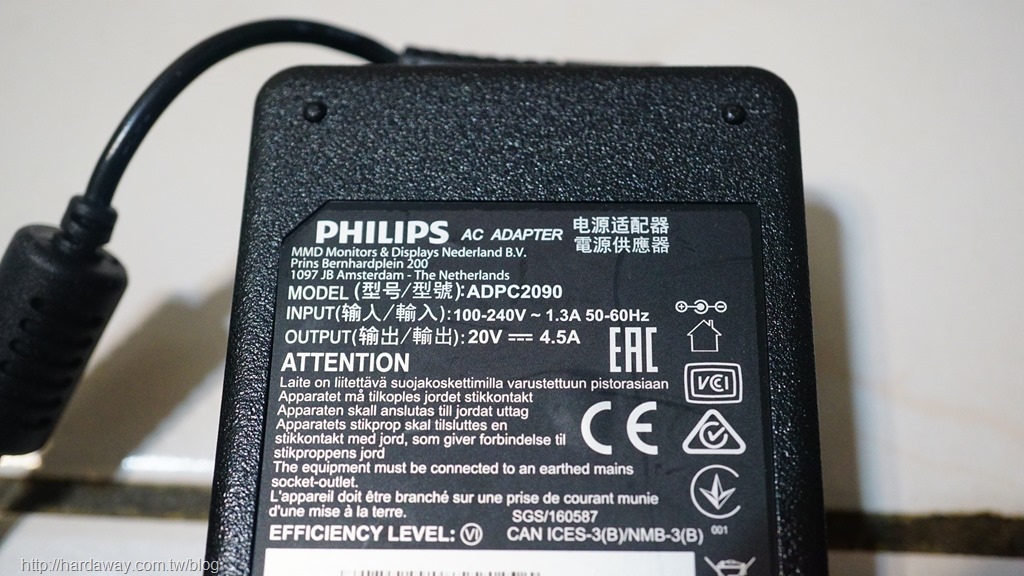 PHILIPS AC ADAPTER 电源适配器
電源供應器
MMD Monitors & Displays Nederland B.V.
Prins Bernhardplein 200
1097 JB Amsterdam - The Netherlands
MODEL (型号/型號): ADPC2090
INPUT(输入/輸入): 100-240V ~ 1.3A 50-60Hz
OUTPUT(输出/輸出): 20V ⎓ 4.5A
EAC
ATTENTION
VCCI
Laite on liitettävä suojakoskettimilla varustettuun pistorasiaan
Apparatet må tilkoples jordet stikkontakt
Apparaten skall anslutas till jordat uttag
CE
Apparatets stikprop skal tilsluttes en
stikkontakt med jord, som giver forbindelse til
stikproppens jord
The equipment must be connected to an earthed mains
socket-outlet.
L'appareil doit être branché sur une prise de courant munie
d'une mise à la terre.
SGS/160587
001
EFFICIENCY LEVEL: VI CAN ICES-3(B)/NMB-3(B)
http://hardaway.com.tw/blog